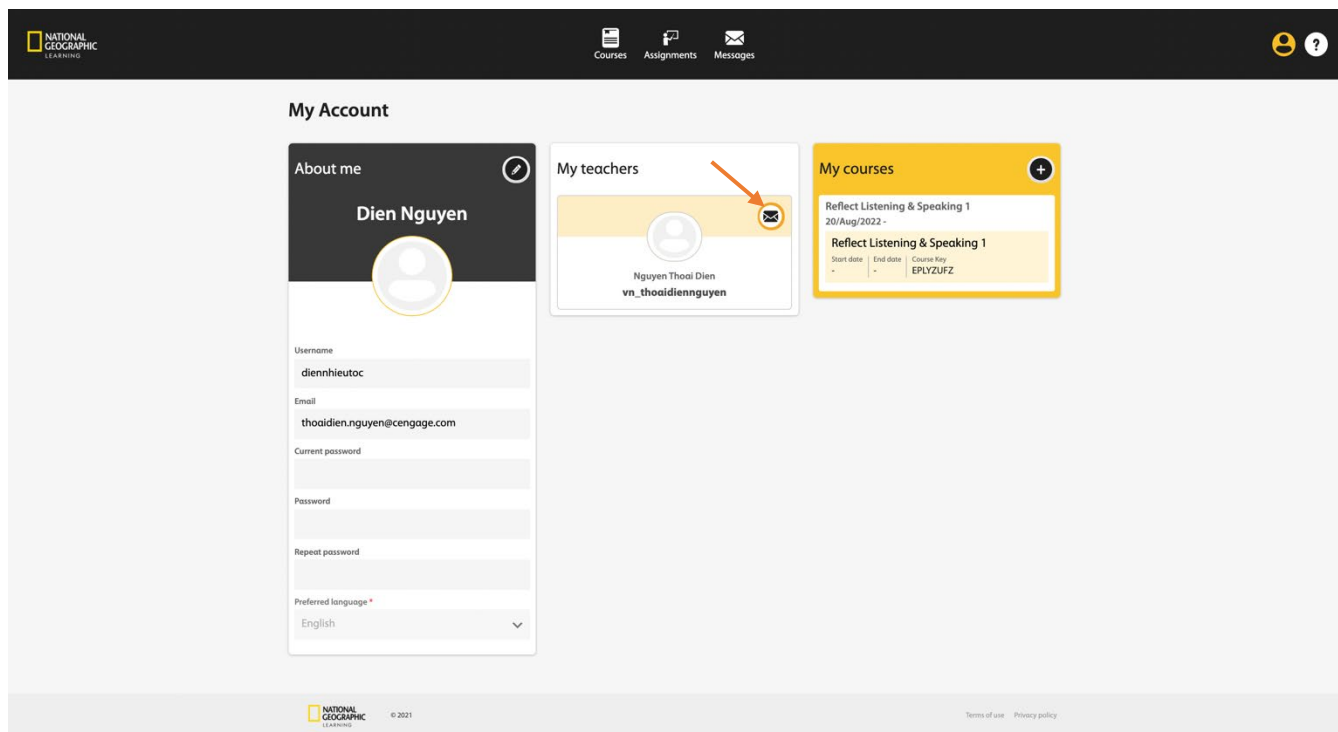 NATIONAL
GEOGRAPHIC
LEARNING
Courses
Assignments
Messages
?
My Account
About me
Dien Nguyen
Username
diennhieutoc
Email
thoaidien.nguyen@cengage.com
Current password
Password
Repeat password
Preferred language *
English
My teachers
Nguyen Thoai Dien
vn_thoaidiennguyen
My courses
Reflect Listening & Speaking 1
20/Aug/2022 -
Reflect Listening & Speaking 1
Start date | End date | Course Key
- | - | EPLYZUFZ
NATIONAL
GEOGRAPHIC
LEARNING
© 2021
Terms of use Privacy policy